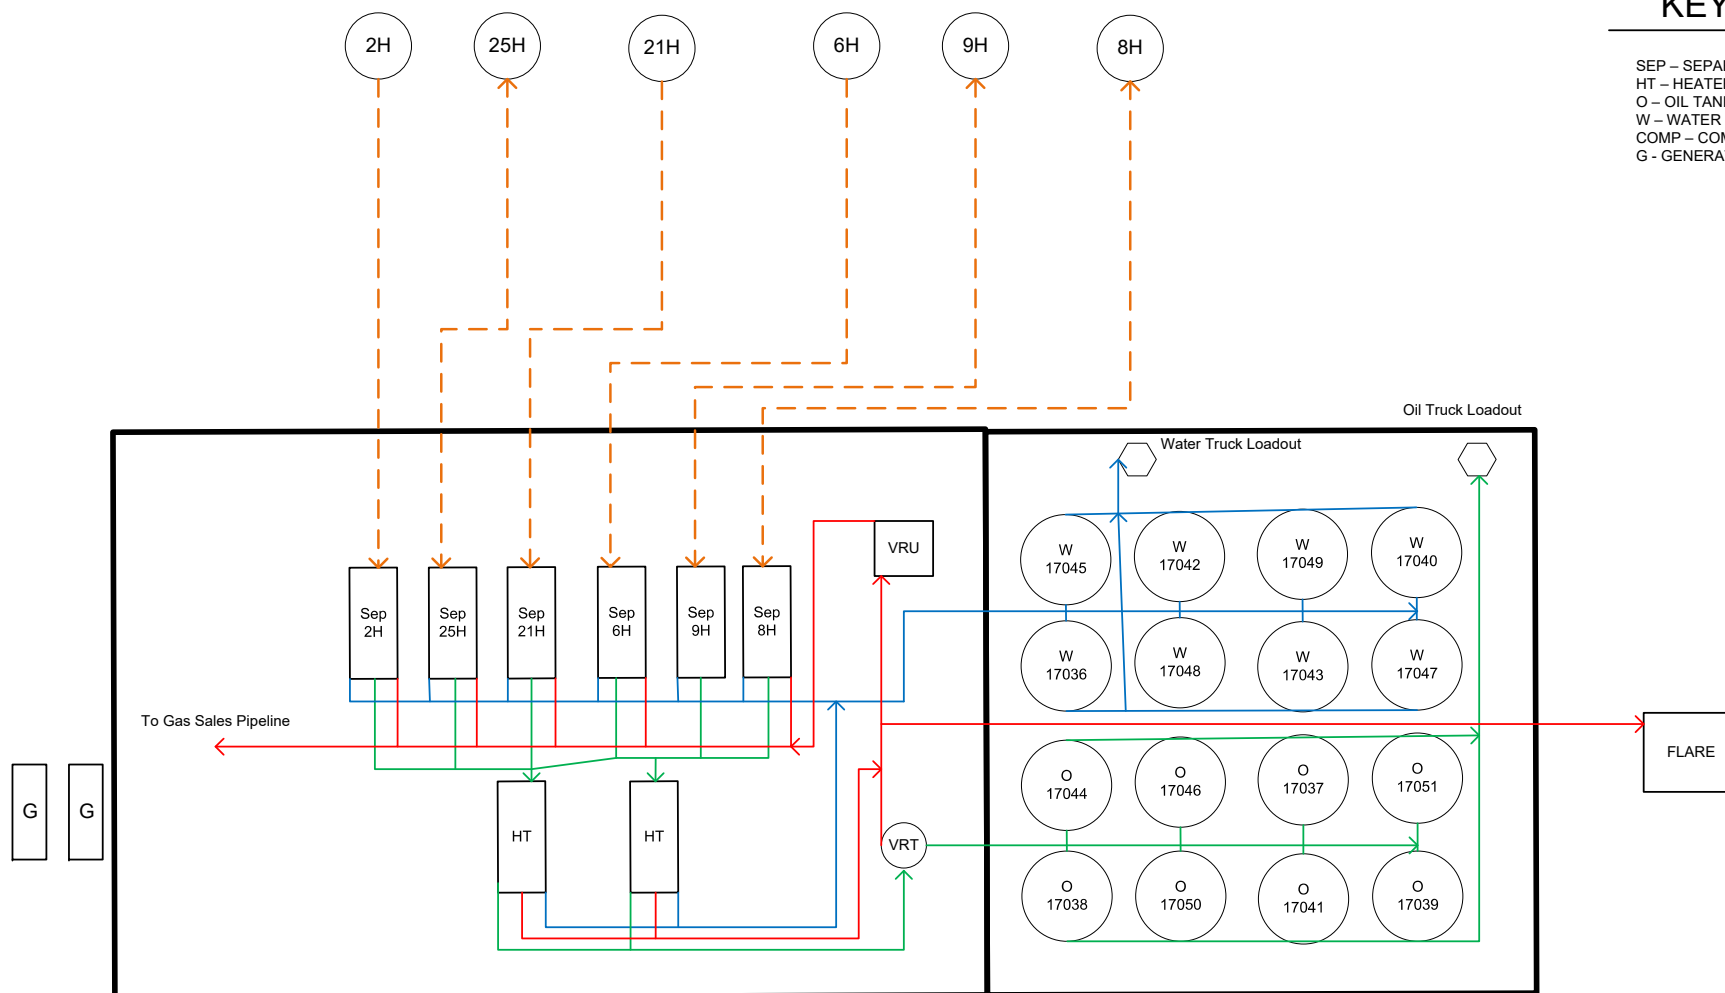 KEY
2H
25H
21H
6H
9H
8H
SEP – SEPA
HT – HEATE
O – OIL TAN
W – WATER
COMP – CO
G - GENERA
Oil Truck Loadout
Water Truck Loadout
VRU
W
17045
W
17042
W
17049
W
17040
Sep
2H
Sep
25H
Sep
21H
Sep
6H
Sep
9H
Sep
8H
W
17036
W
17048
W
17043
W
17047
To Gas Sales Pipeline
FLARE
O
17044
O
17046
O
17037
O
17051
G
G
HT
HT
VRT
O
17038
O
17050
O
17041
O
17039